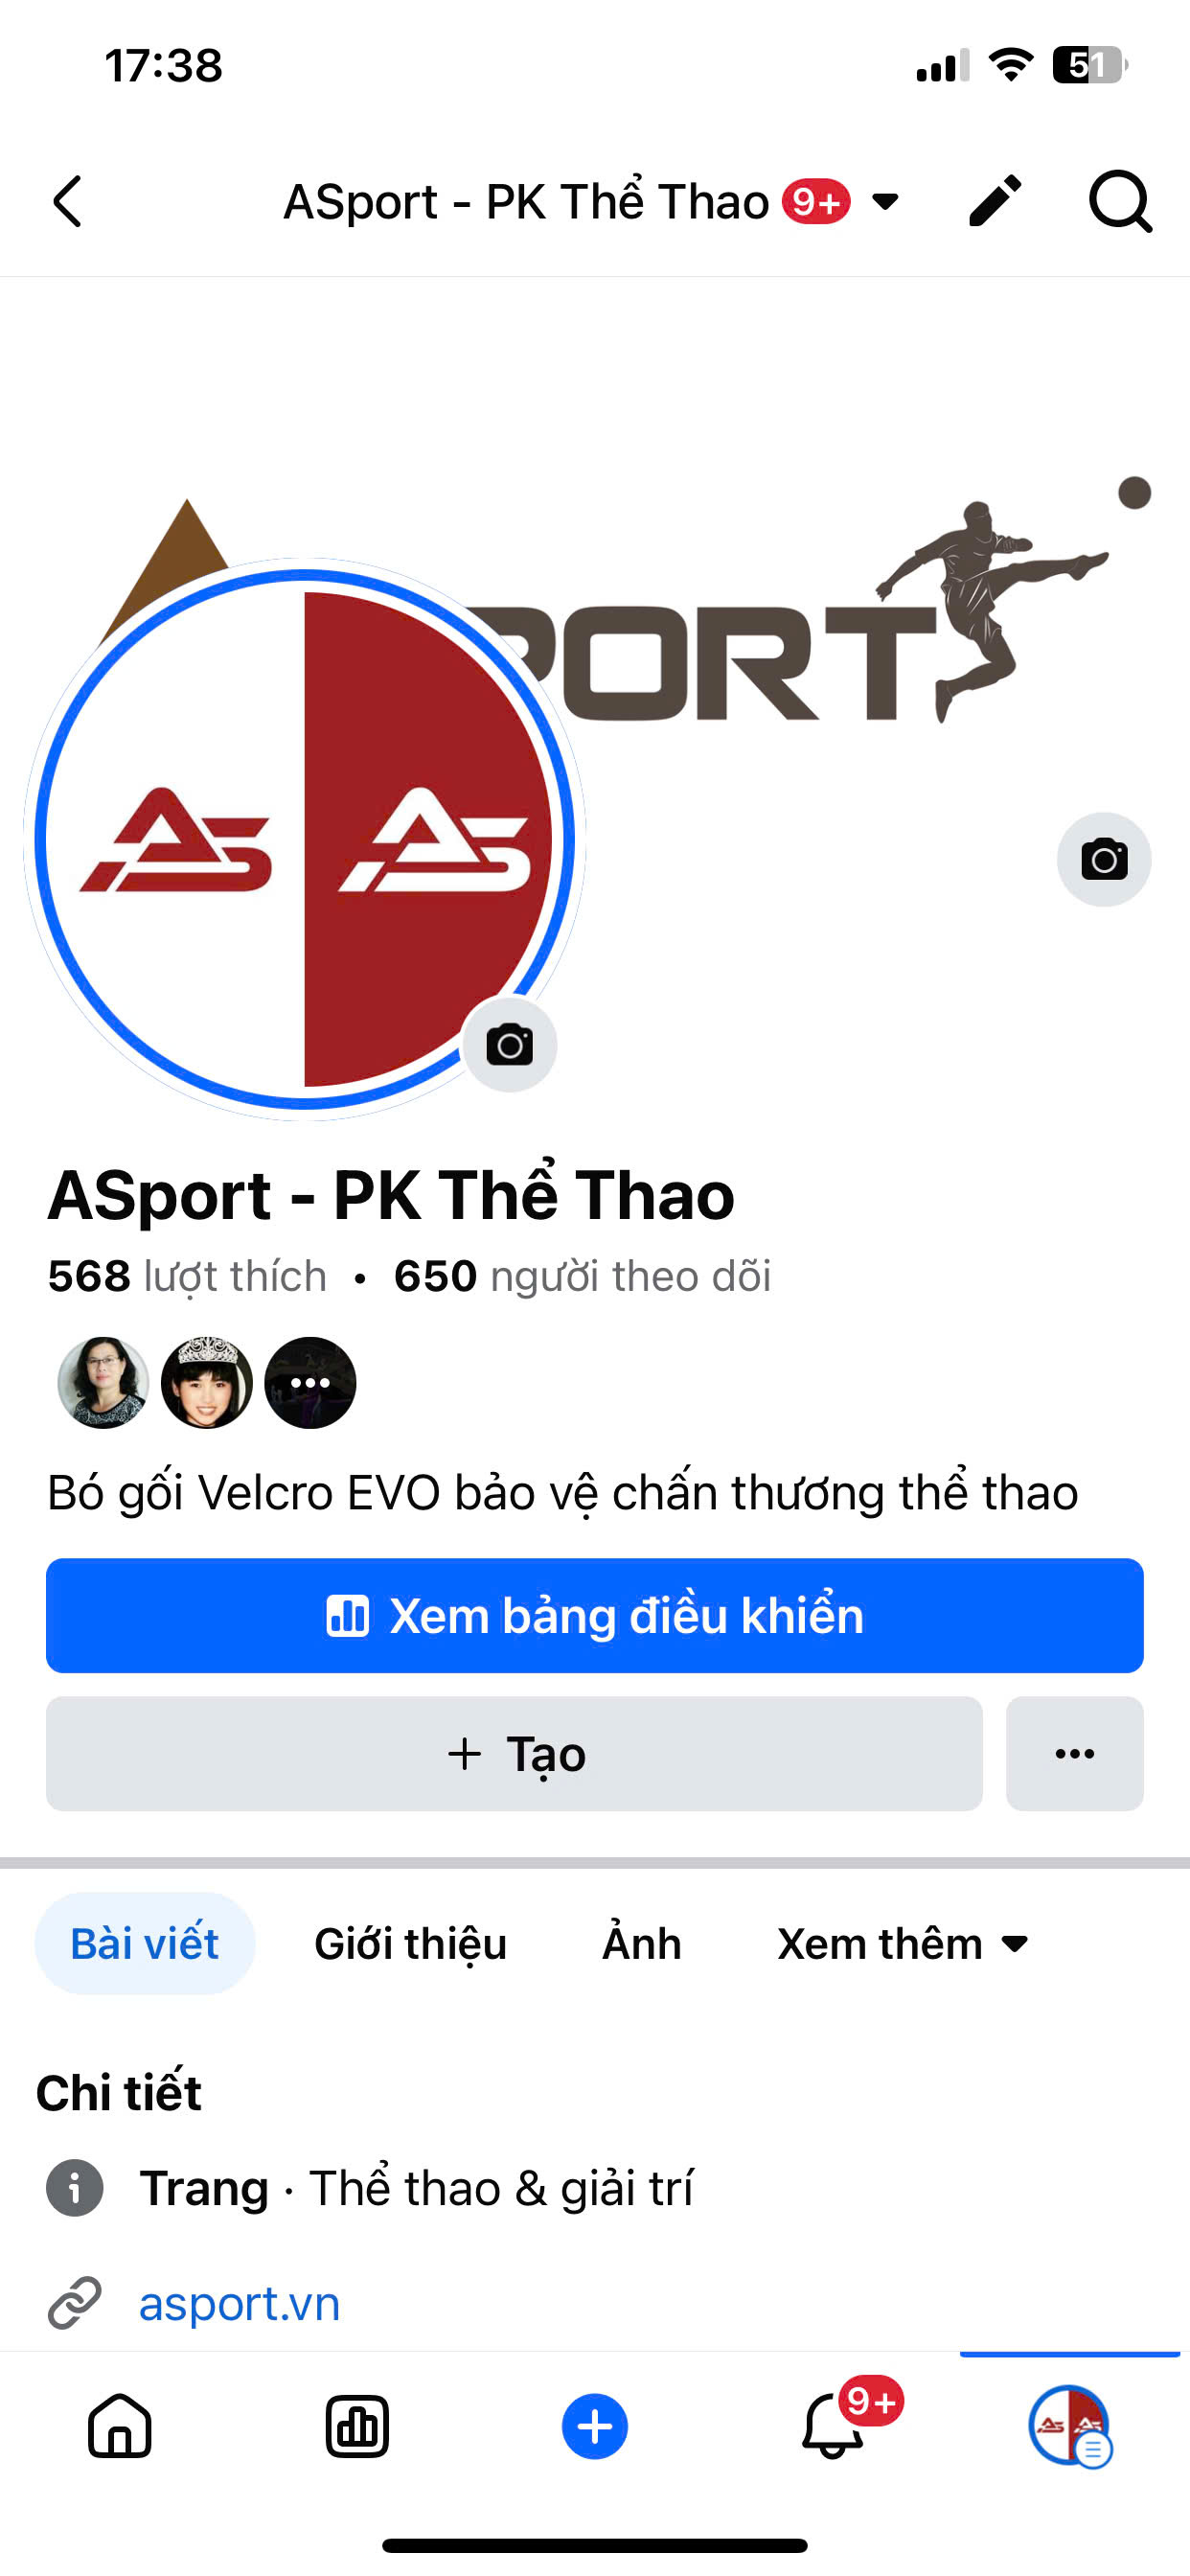 17:38
51
ASport - PK Thể Thao 9+
PORT
AS AS
ASport - PK Thể Thao
568 lượt thích • 650 người theo dõi
Bó gối Velcro EVO bảo vệ chấn thương thể thao
Xem bảng điều khiển
+ Tạo
Bài viết Giới thiệu Ảnh Xem thêm
Chi tiết
Trang · Thể thao & giải trí
asport.vn
9+
AS AS